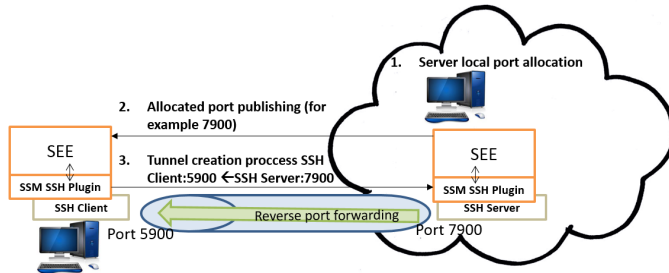 1. Server local port allocation
2. Allocated port publishing (for
example 7900)
SEE
SEE
3. Tunnel creation proccess SSH
Client:5900 ←SSH Server:7900
SSM SSH Plugin
SSM SSH Plugin
SSH Client
SSH Server
Reverse port forwarding
Port 5900
Port 7900